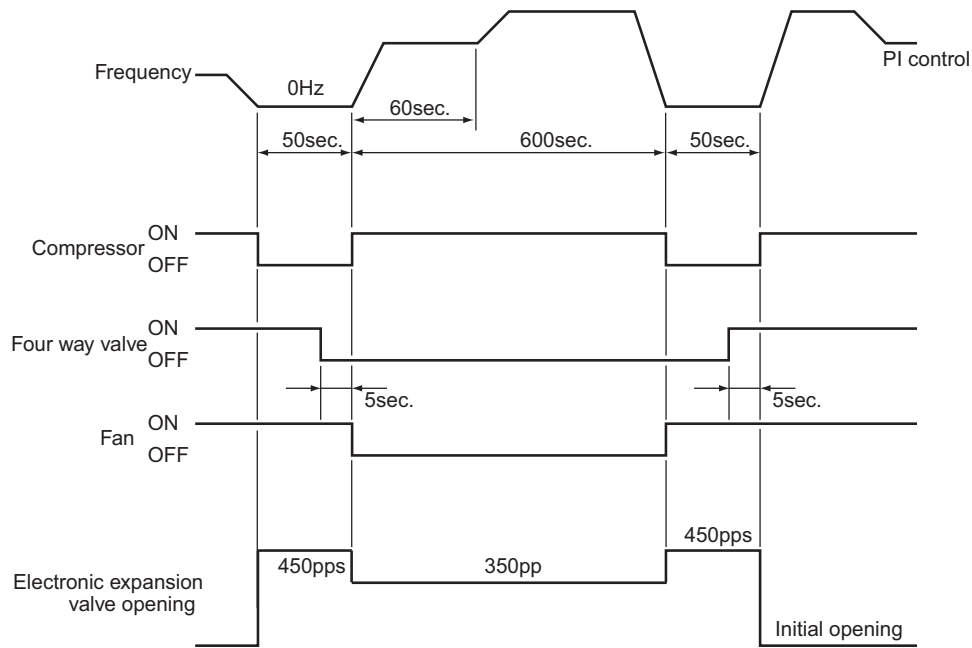 Frequency
0Hz
PI control
60sec.
50sec.
600sec.
50sec.
Compressor
ON
OFF
Four way valve
ON
OFF
5sec.
5sec.
Fan
ON
OFF
450pps
450pps
350pp
Electronic expansion
valve opening
Initial opening